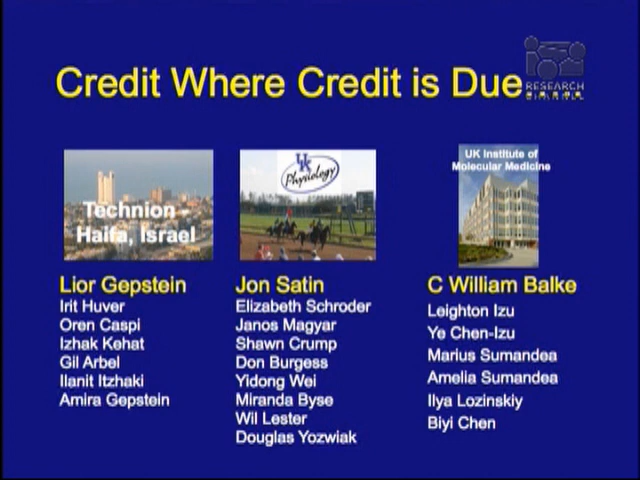 Credit Where Credit is Due
RESEARCH
CHANNEL
Technion -
Haifa, Israel
UK
Physiology
UK Institute of
Molecular Medicine
Lior Gepstein
Irit Huver
Oren Caspi
Izhak Kehat
Gil Arbel
Ilanit Itzhaki
Amira Gepstein
Jon Satin
Elizabeth Schroder
Janos Magyar
Shawn Crump
Don Burgess
Yidong Wei
Miranda Byse
Wil Lester
Douglas Yozwiak
C William Balke
Leighton Izu
Ye Chen-Izu
Marius Sumandea
Amelia Sumandea
Ilya Lozinskiy
Biyi Chen